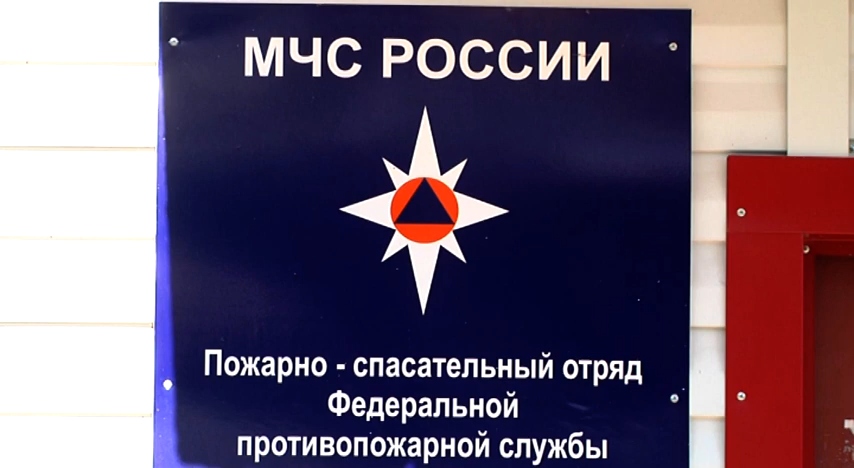 МЧС РОССИИ
Пожарно - спасательный отряд
Федеральной
противопожарной службы